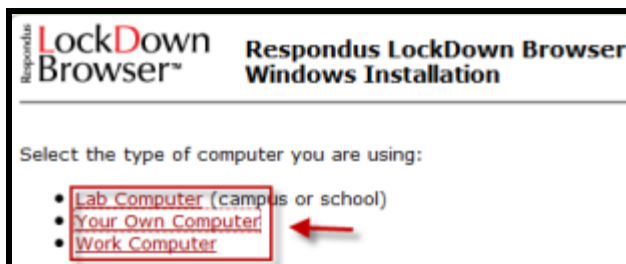 Respondus
LockDown
Browser™
Respondus LockDown Browser
Windows Installation
Select the type of computer you are using:
• Lab Computer (campus or school)
• Your Own Computer
• Work Computer